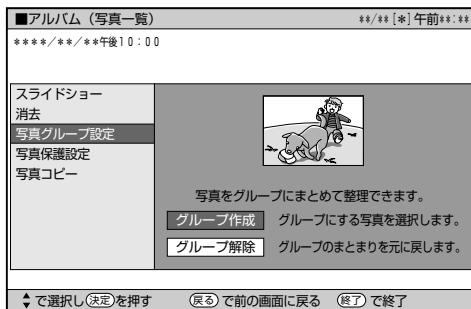 ■アルバム（写真一覧）　**/** [*] 午前**:**
****/**/**午後10:00
スライドショー
消去
写真グループ設定
写真保護設定
写真コピー
写真をグループにまとめて整理できます。
グループ作成　グループにする写真を選択します。
グループ解除　グループのまとまりを元に戻します。
♦で選択し決定を押す　戻るで前の画面に戻る　終了で終了